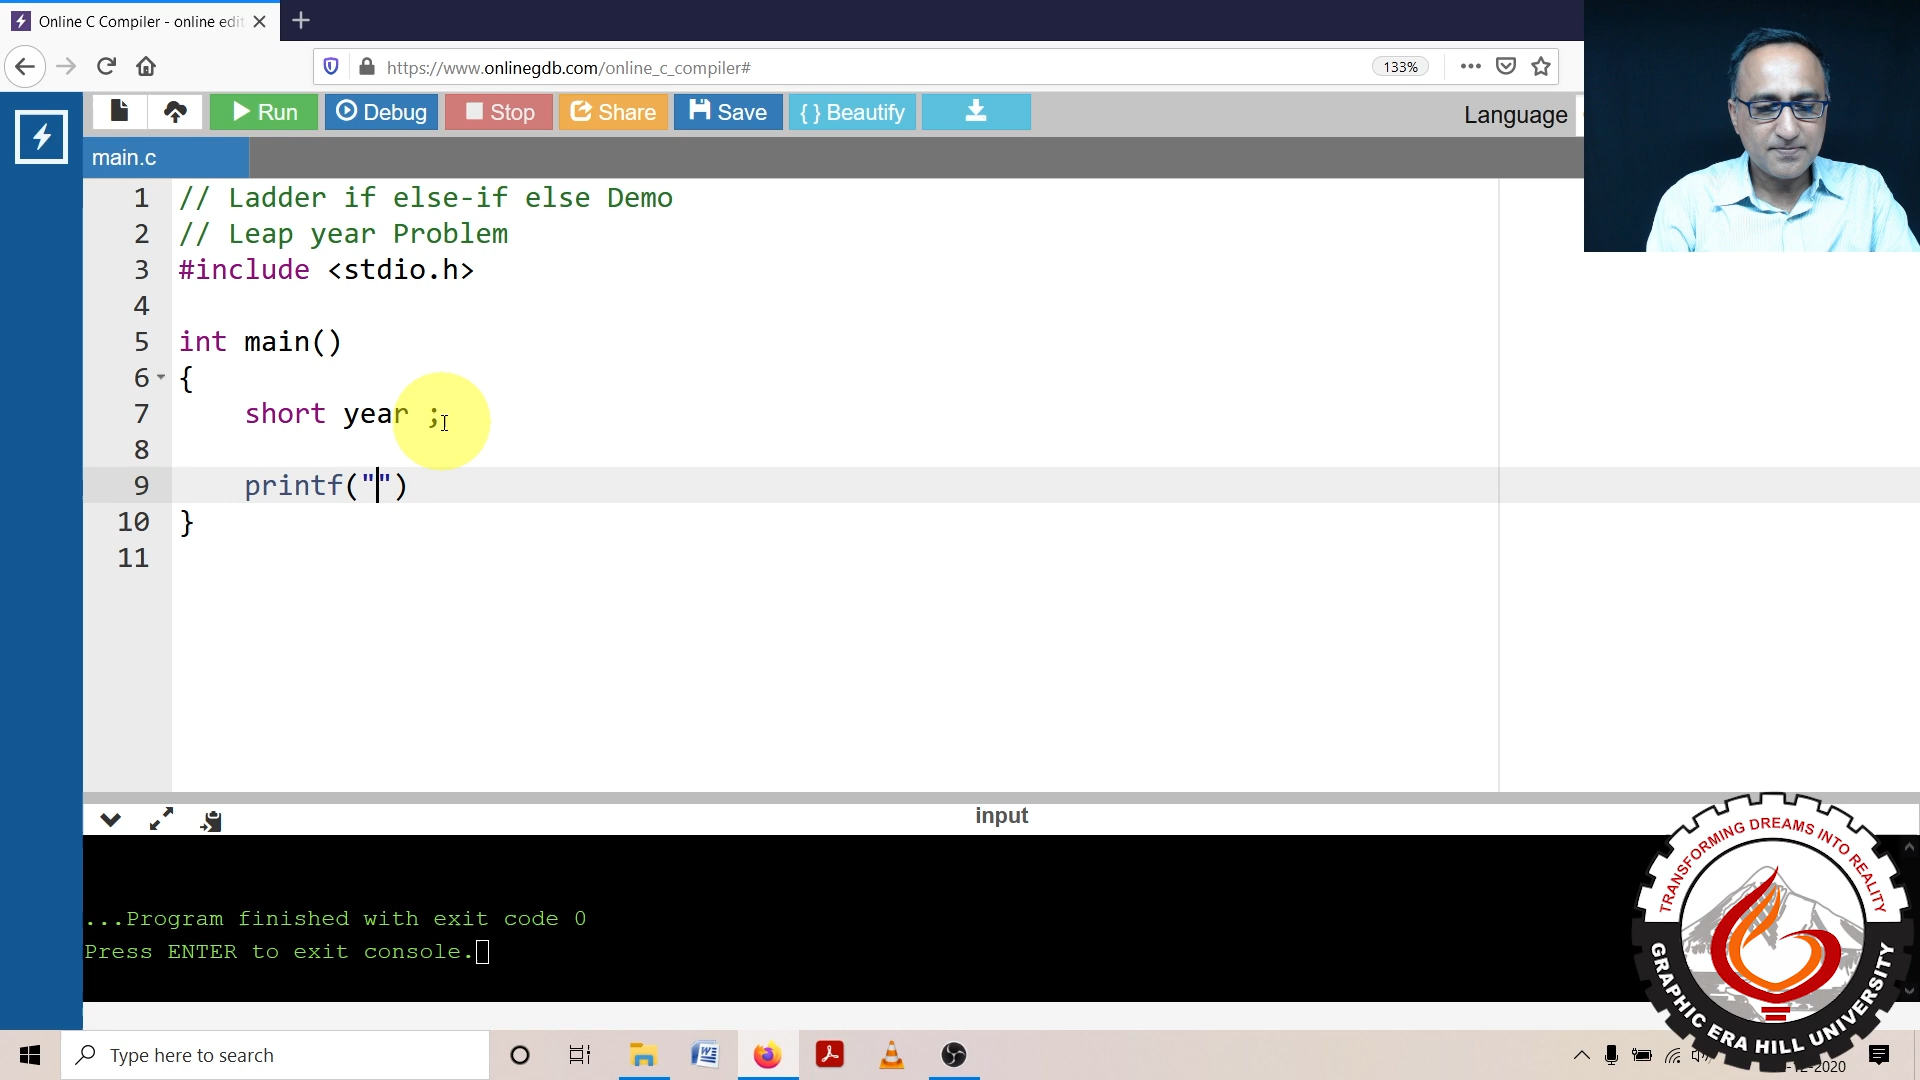 Online C Compiler - online edit
https://www.onlinegdb.com/online_c_compiler#
133%
Run
Debug
Stop
Share
Save
{ } Beautify
Language
main.c
1 // Ladder if else-if else Demo
2 // Leap year Problem
3 #include <stdio.h>
4
5 int main()
6 {
7 short year ;
8
9 printf("")
10 }
11
input
...Program finished with exit code 0
Press ENTER to exit console.
TRANSFORMING DREAMS INTO REALITY
GRAPHIC ERA HILL UNIVERSITY
Type here to search
-12-2020